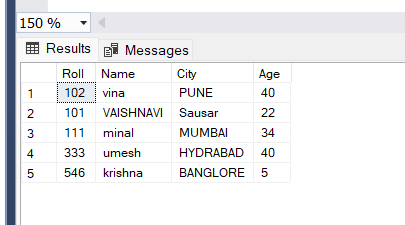 150 %
Results Messages
Roll Name City Age
1 102 vina PUNE 40
2 101 VAISHNAVI Sausar 22
3 111 minal MUMBAI 34
4 333 umesh HYDRABAD 40
5 546 krishna BANGLORE 5